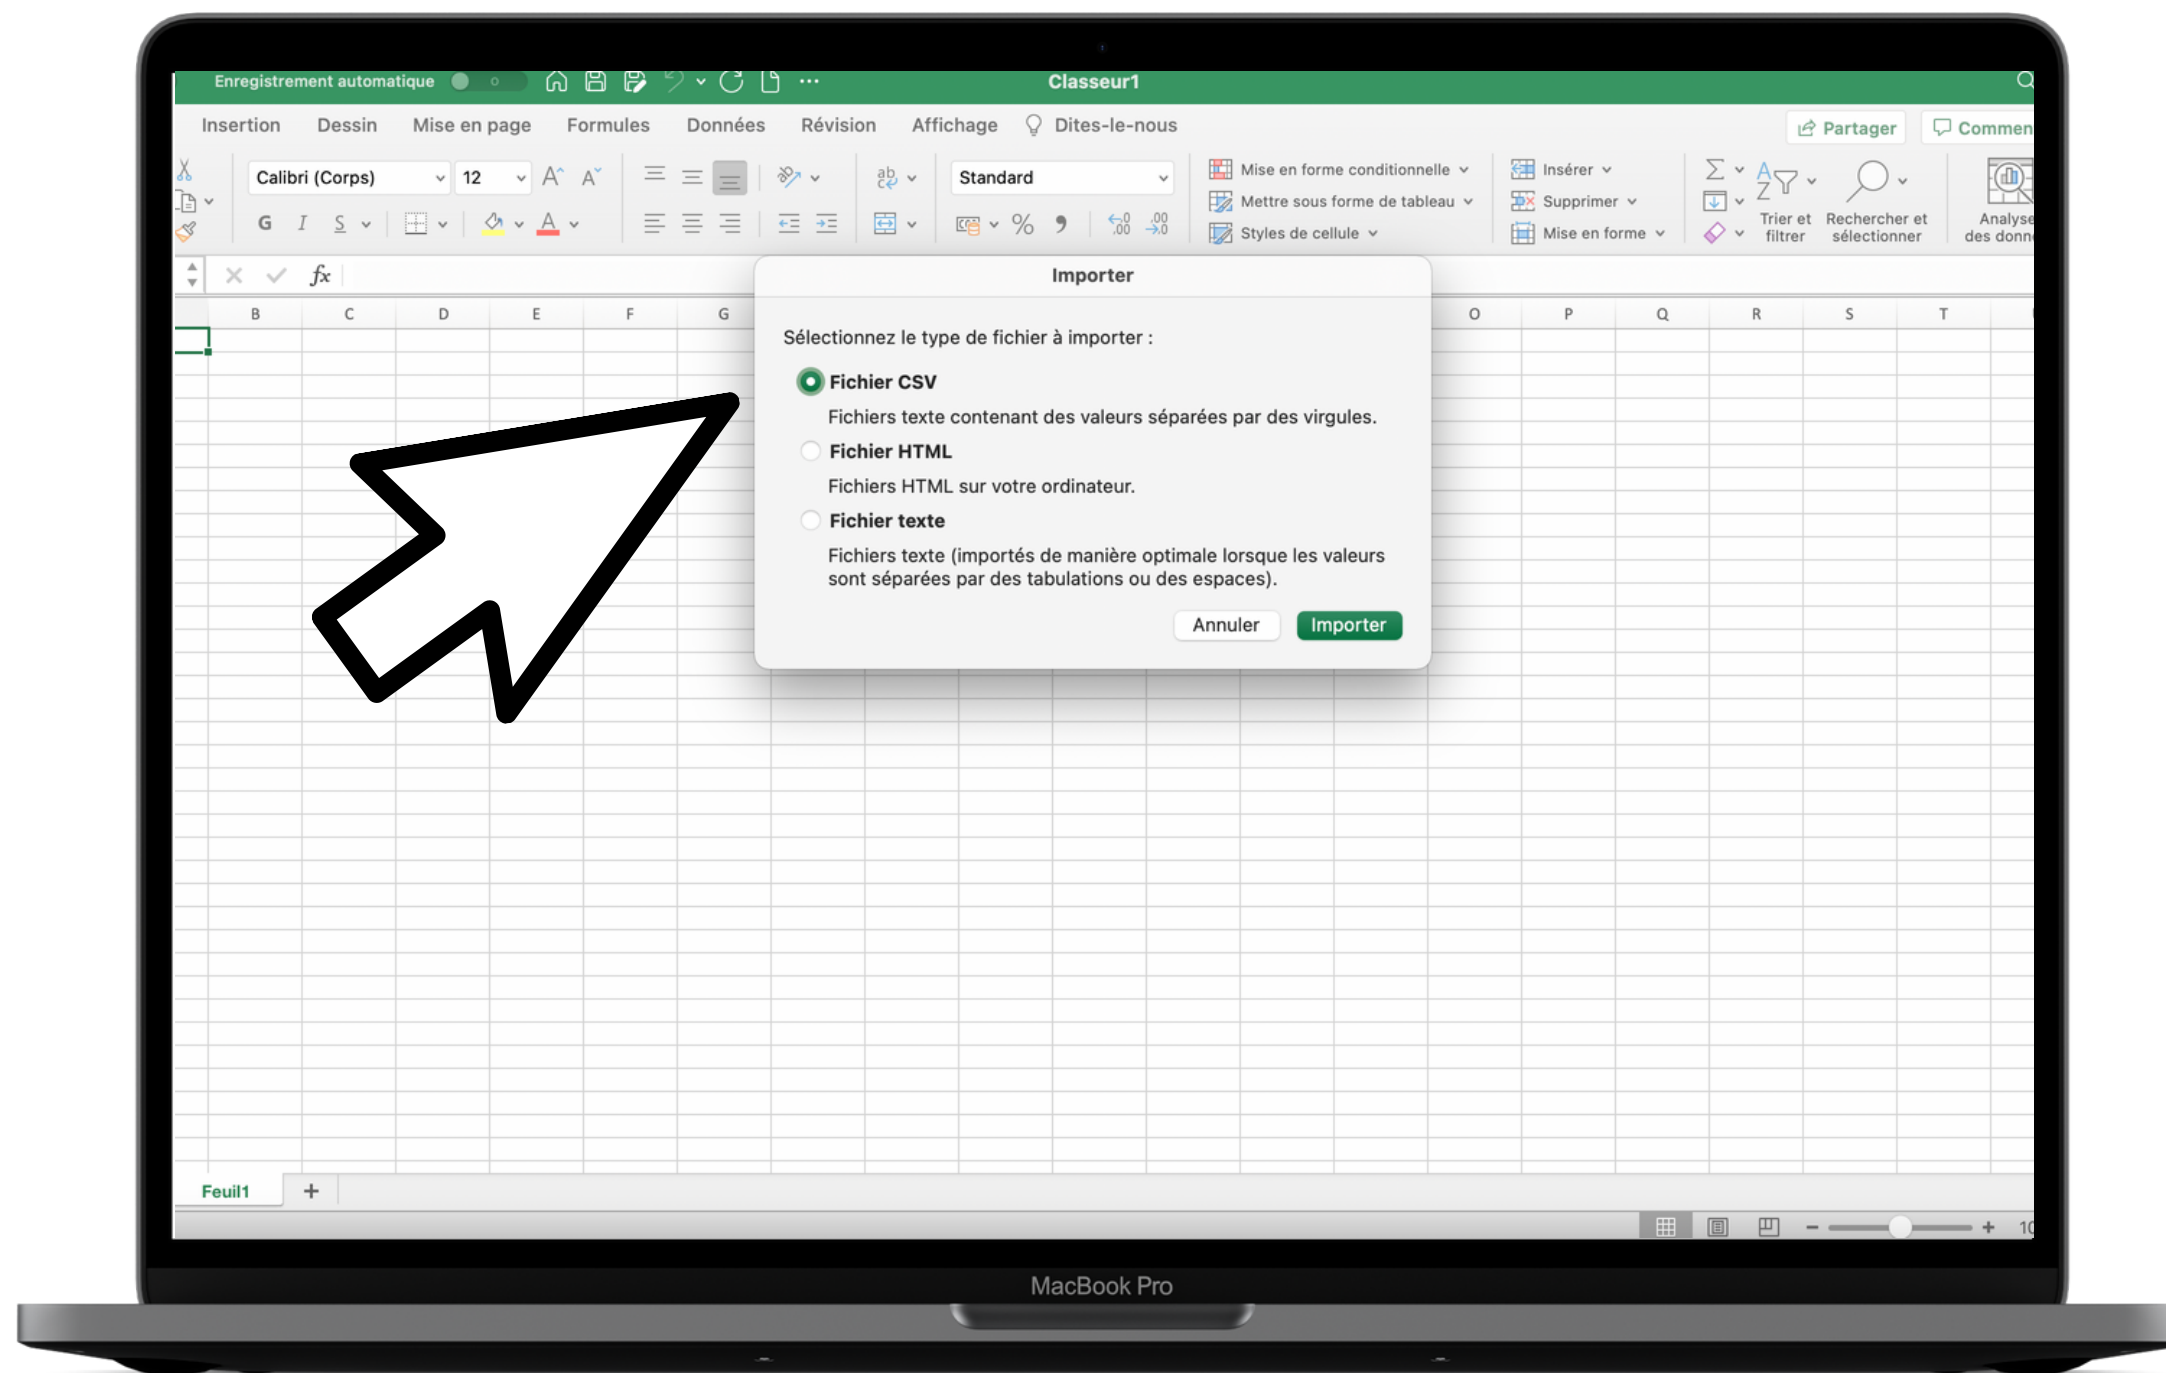 Enregistrement automatique
Classeur1
Insertion Dessin Mise en page Formules Données Révision Affichage Dites-le-nous Partager Commen
Calibri (Corps) 12 Standard
Mise en forme conditionnelle Insérer
Mettre sous forme de tableau Supprimer
Styles de cellule Mise en forme
G I S
Trier et filtrer
Rechercher et sélectionner
Analyse des donn
fx
Importer
B C D E F G O P Q R S T
Sélectionnez le type de fichier à importer :
Fichier CSV
Fichiers texte contenant des valeurs séparées par des virgules.
Fichier HTML
Fichiers HTML sur votre ordinateur.
Fichier texte
Fichiers texte (importés de manière optimale lorsque les valeurs
sont séparées par des tabulations ou des espaces).
Annuler Importer
Feuil1
MacBook Pro